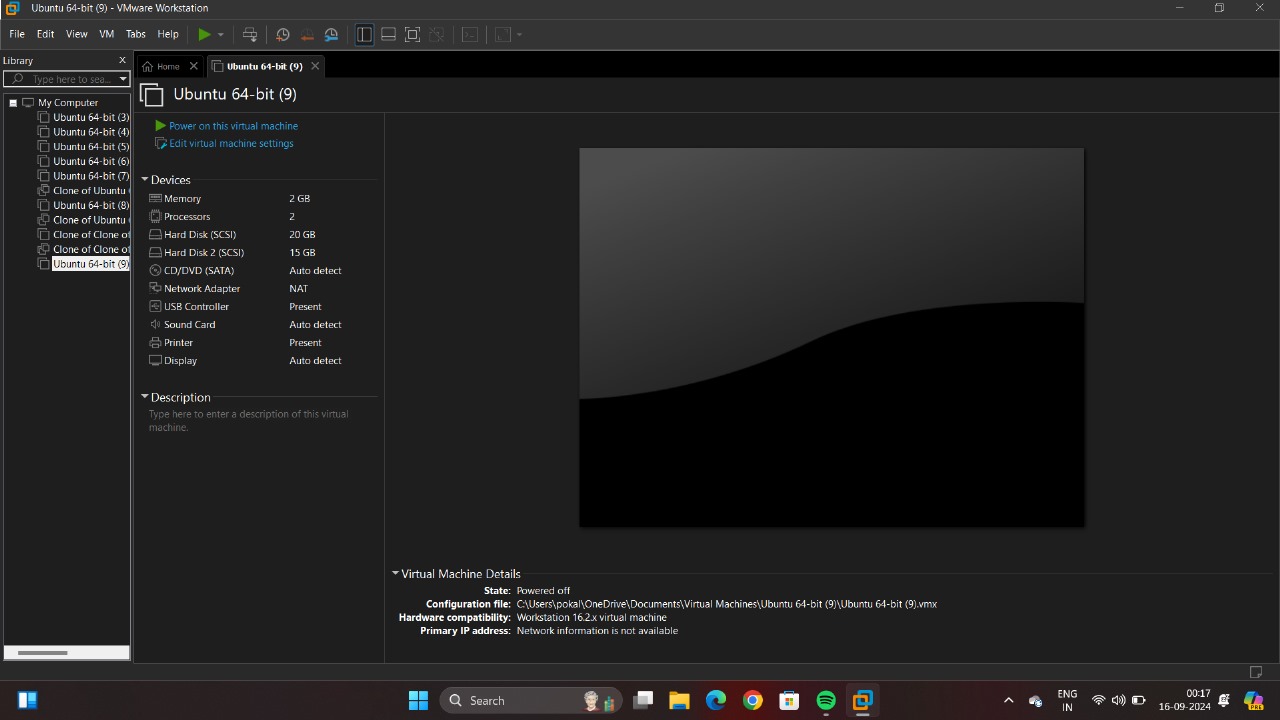 Ubuntu 64-bit (9) - VMware Workstation
File Edit View VM Tabs Help
Library
Type here to sea...
My Computer
Ubuntu 64-bit (3)
Ubuntu 64-bit (4)
Ubuntu 64-bit (5)
Ubuntu 64-bit (6)
Ubuntu 64-bit (7)
Clone of Ubuntu
Ubuntu 64-bit (8)
Clone of Ubuntu
Clone of Clone of
Clone of Clone of
Ubuntu 64-bit (9)
Home
Ubuntu 64-bit (9)
Ubuntu 64-bit (9)
Power on this virtual machine
Edit virtual machine settings
Devices
Memory 2 GB
Processors 2
Hard Disk (SCSI) 20 GB
Hard Disk 2 (SCSI) 15 GB
CD/DVD (SATA) Auto detect
Network Adapter NAT
USB Controller Present
Sound Card Auto detect
Printer Present
Display Auto detect
Description
Type here to enter a description of this virtual
machine.
Virtual Machine Details
State: Powered off
Configuration file: C:\Users\pokal\OneDrive\Documents\Virtual Machines\Ubuntu 64-bit (9)\Ubuntu 64-bit (9).vmx
Hardware compatibility: Workstation 16.2.x virtual machine
Primary IP address: Network information is not available
Search
ENG
IN
00:17
16-09-2024
PRE